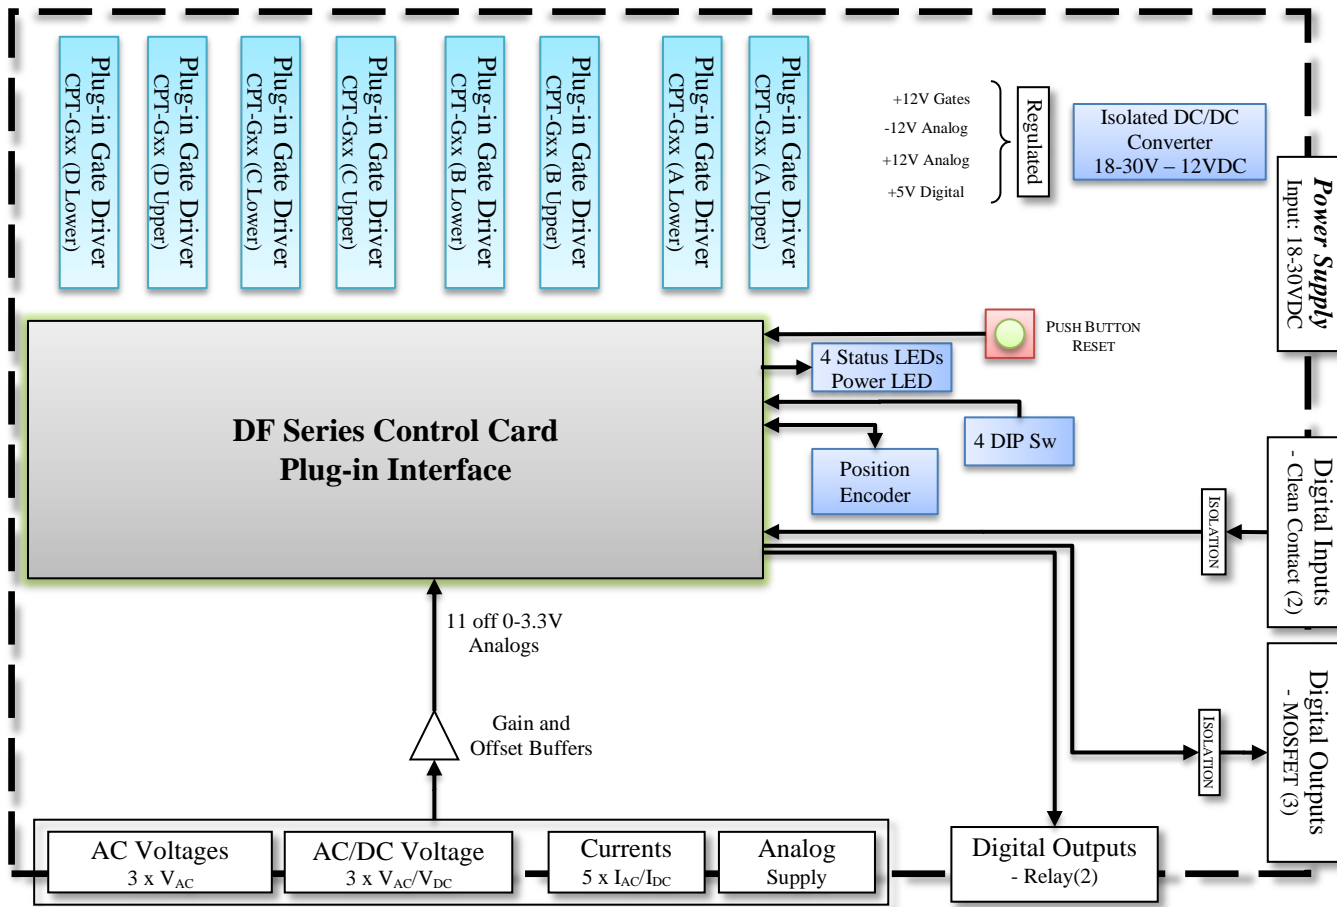 Plug-in Gate Driver
CPT-Gxx (D Lower)
Plug-in Gate Driver
CPT-Gxx (D Upper)
Plug-in Gate Driver
CPT-Gxx (C Lower)
Plug-in Gate Driver
CPT-Gxx (C Upper)
Plug-in Gate Driver
CPT-Gxx (B Lower)
Plug-in Gate Driver
CPT-Gxx (B Upper)
Plug-in Gate Driver
CPT-Gxx (A Lower)
Plug-in Gate Driver
CPT-Gxx (A Upper)
+12V Gates
-12V Analog
+12V Analog
+5V Digital
Regulated
Isolated DC/DC
Converter
18-30V – 12VDC
Power Supply
Input: 18-30VDC
PUSH BUTTON
RESET
4 Status LEDs
Power LED
DF Series Control Card
Plug-in Interface
4 DIP Sw
Position
Encoder
ISOLATION
Digital Inputs
- Clean Contact (2)
11 off 0-3.3V
Analogs
Gain and
Offset Buffers
ISOLATION
Digital Outputs
- MOSFET (3)
AC Voltages
3 x VAC
AC/DC Voltage
3 x VAC/VDC
Currents
5 x IAC/IDC
Analog
Supply
Digital Outputs
- Relay(2)